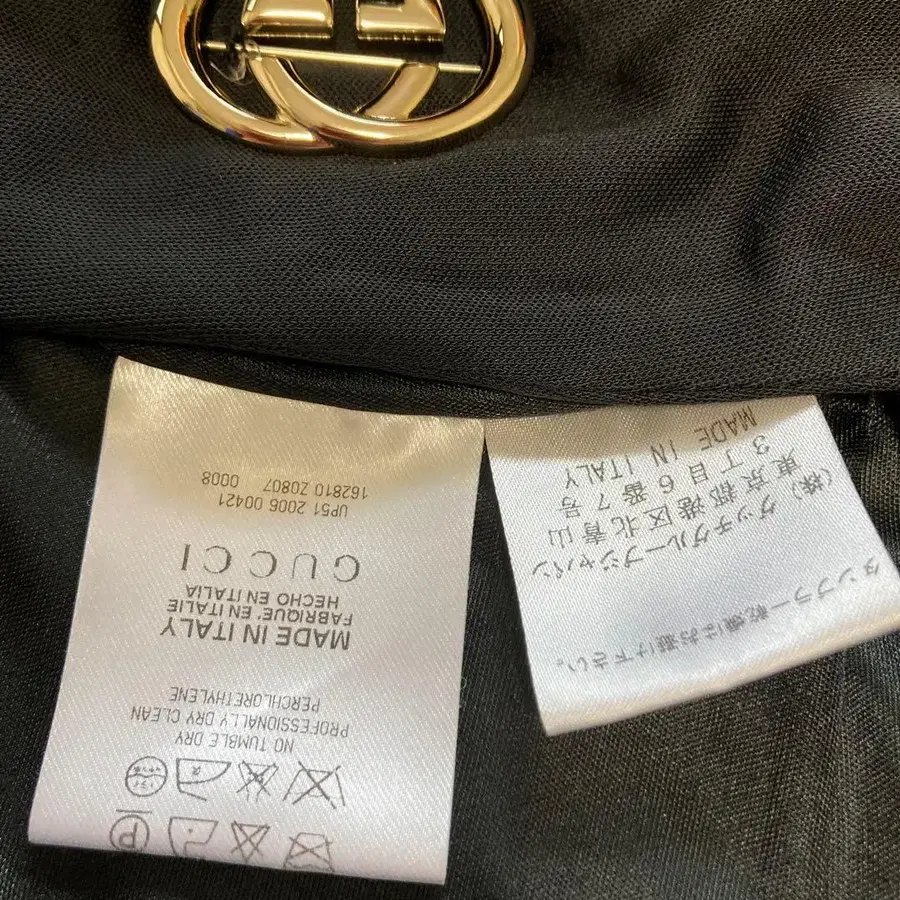 P
NO TUMBLE DRY
PROFESSIONALLY DRY CLEAN
PERCHLORETHYLENE
MADE IN ITALY
FABRIQUE' EN ITALIE
HECHO EN ITALIA
GUCCI
UP51 2006 00421
162810 Z0807 0008
タンブラー乾燥はお避け下さい。
(株) グッチグループジャパン
東京都港区北青山
3丁目6番7号
MADE IN ITALY